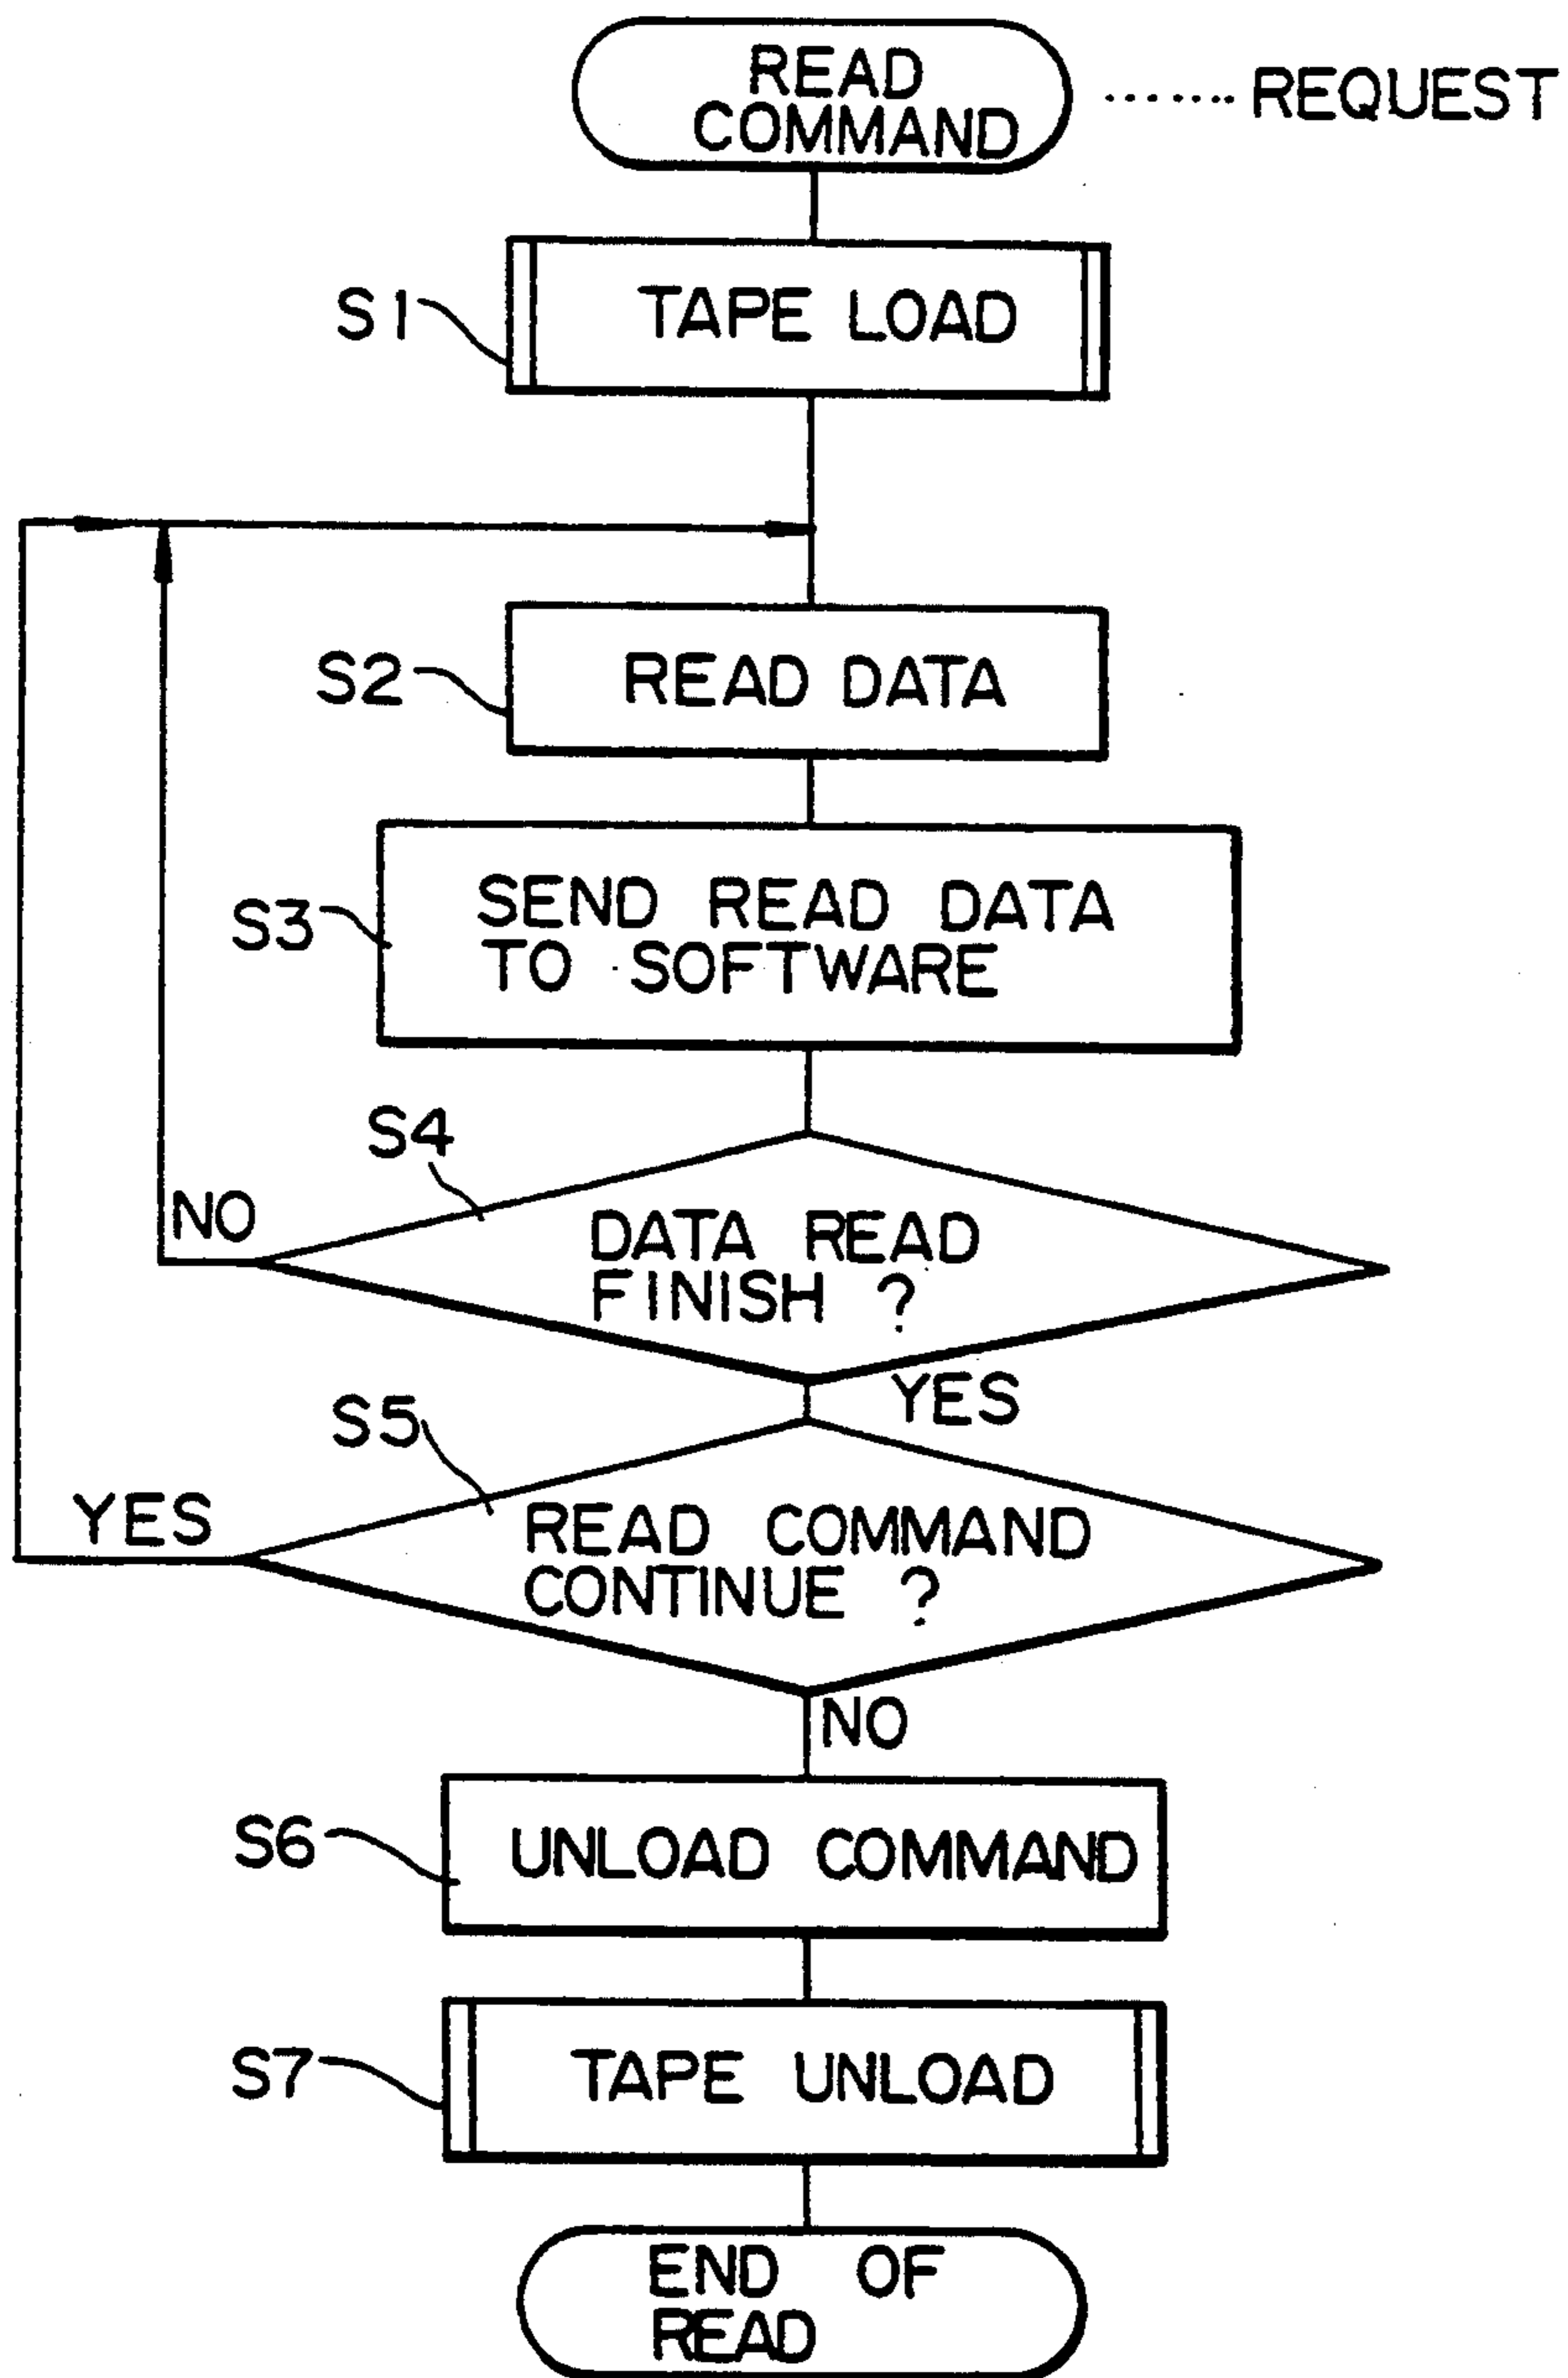 READ
COMMAND
······· REQUEST
S1
TAPE LOAD
S2
READ DATA
S3
SEND READ DATA
TO SOFTWARE
S4
NO
DATA READ
FINISH ?
YES
S5
YES
READ COMMAND
CONTINUE ?
NO
S6
UNLOAD COMMAND
S7
TAPE UNLOAD
END OF
READ